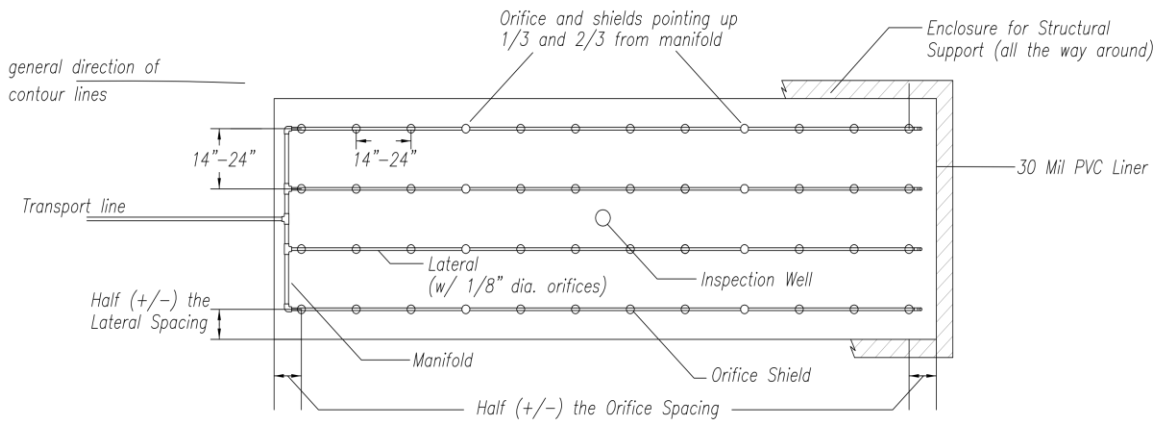 Orifice and shields pointing up
1/3 and 2/3 from manifold
Enclosure for Structural
Support (all the way around)
general direction of
contour lines
14"-24"
14"-24"
30 Mil PVC Liner
Transport line
Lateral
(w/ 1/8" dia. orifices)
Inspection Well
Half (+/-) the
Lateral Spacing
Manifold
Orifice Shield
Half (+/-) the Orifice Spacing